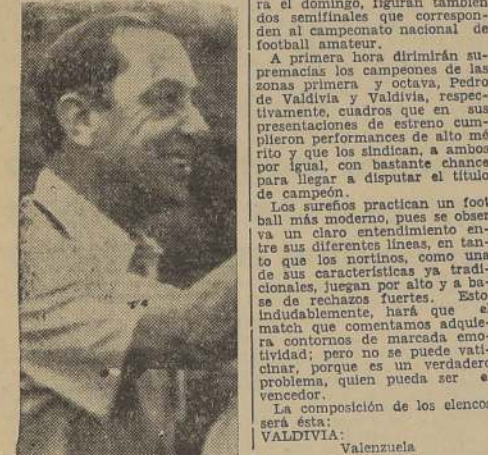 ra el domingo, figuran también
dos semifinales que correspon-
den al campeonato nacional de
football amateur.
A primera hora dirimirán su-
premacías los campeones de las
zonas primera y octava, Pedro
de Valdivia y Valdivia, respec-
tivamente, cuadros que en sus
presentaciones de estreno cum-
plieron performances de alto mé
rito y que los sindican, a ambos
por igual, con bastante chance
para llegar a disputar el título
de campeón.
Los sureños practican un foot
ball más moderno, pues se obser
va un claro entendimiento en-
tre sus diferentes líneas, en tan-
to que los nortinos, como una
de sus características ya tradi-
cionales, juegan por alto y a ba-
se de rechazos fuertes. Esto
indudablemente, hará que e
match que comentamos adquie-
ra contornos de marcada emo-
tividad; pero no se puede vati-
cinar, porque es un verdadero
problema, quien pueda ser e
vencedor.
La composición de los elencos
será ésta:
VALDIVIA:
Valenzuela